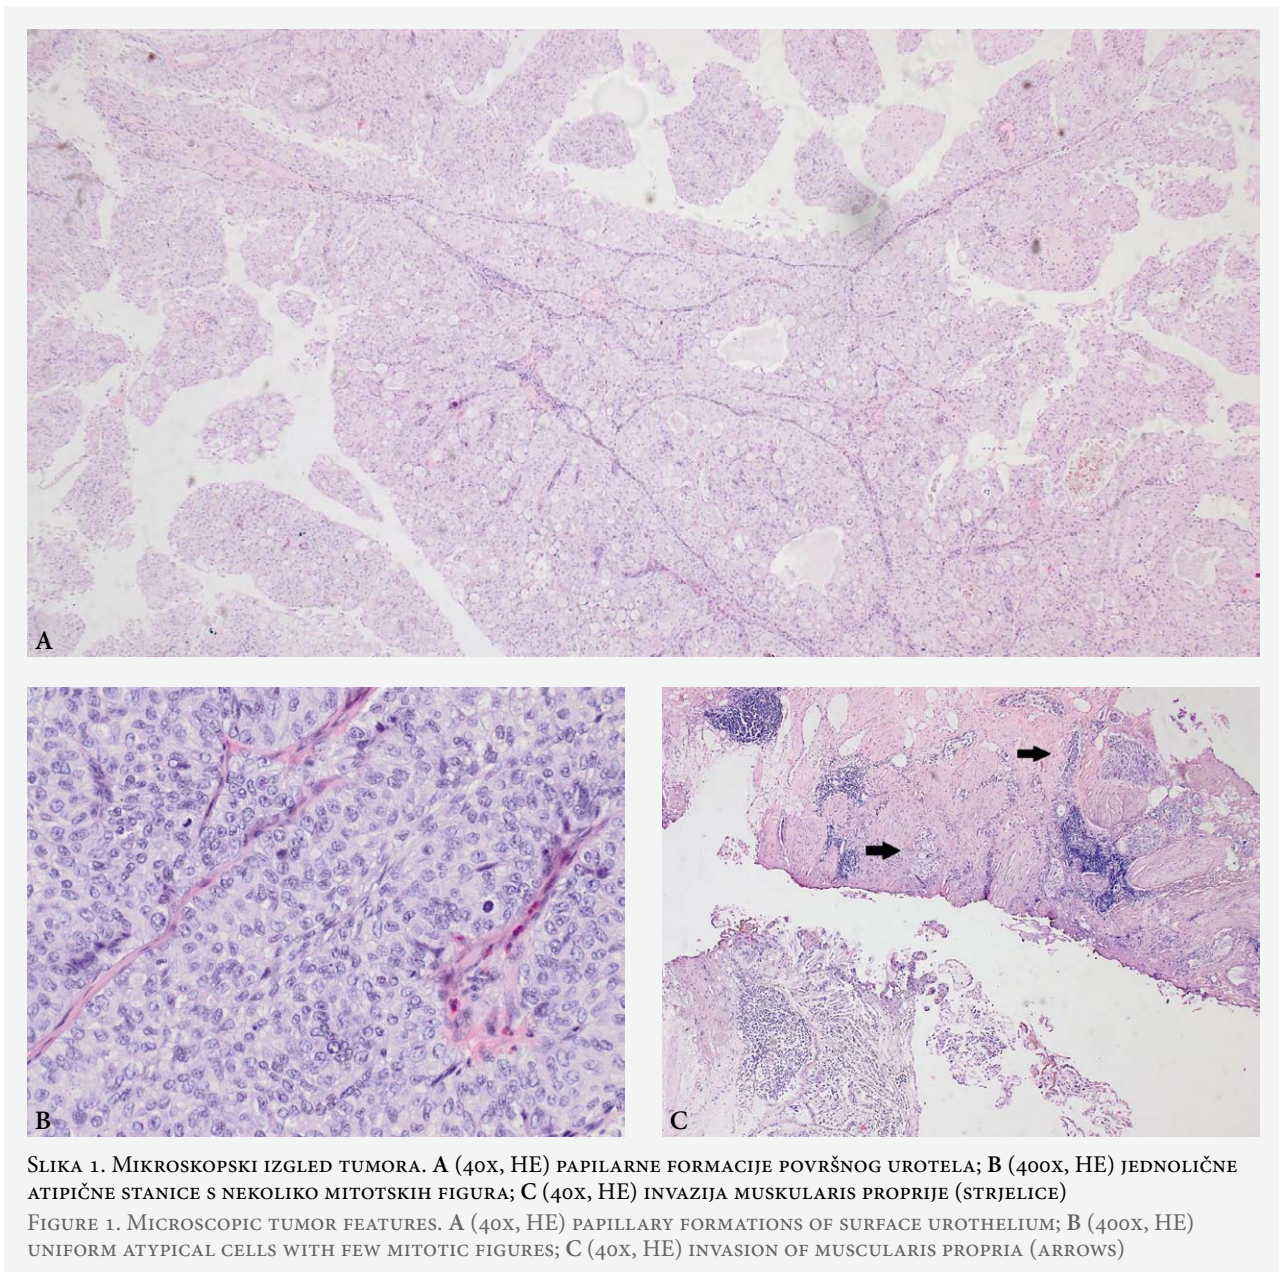 A
B
C
SLIKA 1. MIKROSKOPSKI IZGLED TUMORA. A (40X, HE) PAPILARNE FORMACIJE POVRŠNOG UROTELA; B (400X, HE) JEDNOLIČNE
ATIPIČNE STANICE S NEKOLIKO MITOTSKIH FIGURA; C (40X, HE) INVAZIJA MUSKULARIS PROPRIJE (STRJELICE)
FIGURE 1. MICROSCOPIC TUMOR FEATURES. A (40X, HE) PAPILLARY FORMATIONS OF SURFACE UROTHELIUM; B (400X, HE)
UNIFORM ATYPICAL CELLS WITH FEW MITOTIC FIGURES; C (40X, HE) INVASION OF MUSCULARIS PROPRIA (ARROWS)